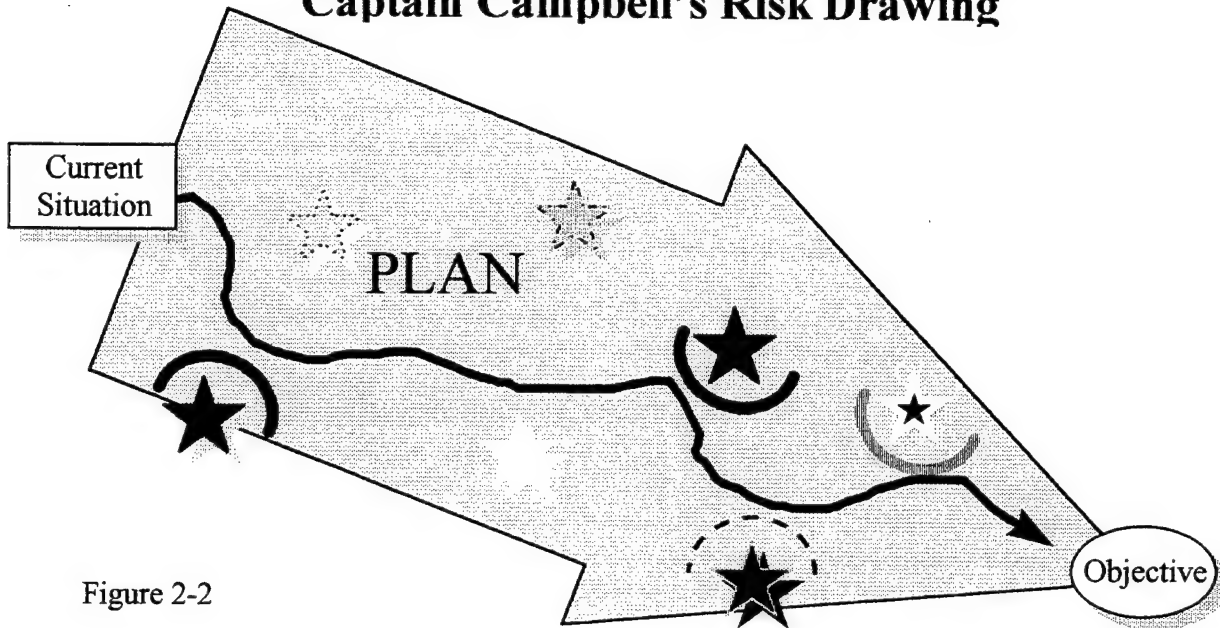 Captain Campbell's Risk Drawing
Current
Situation
PLAN
Objective
Figure 2-2